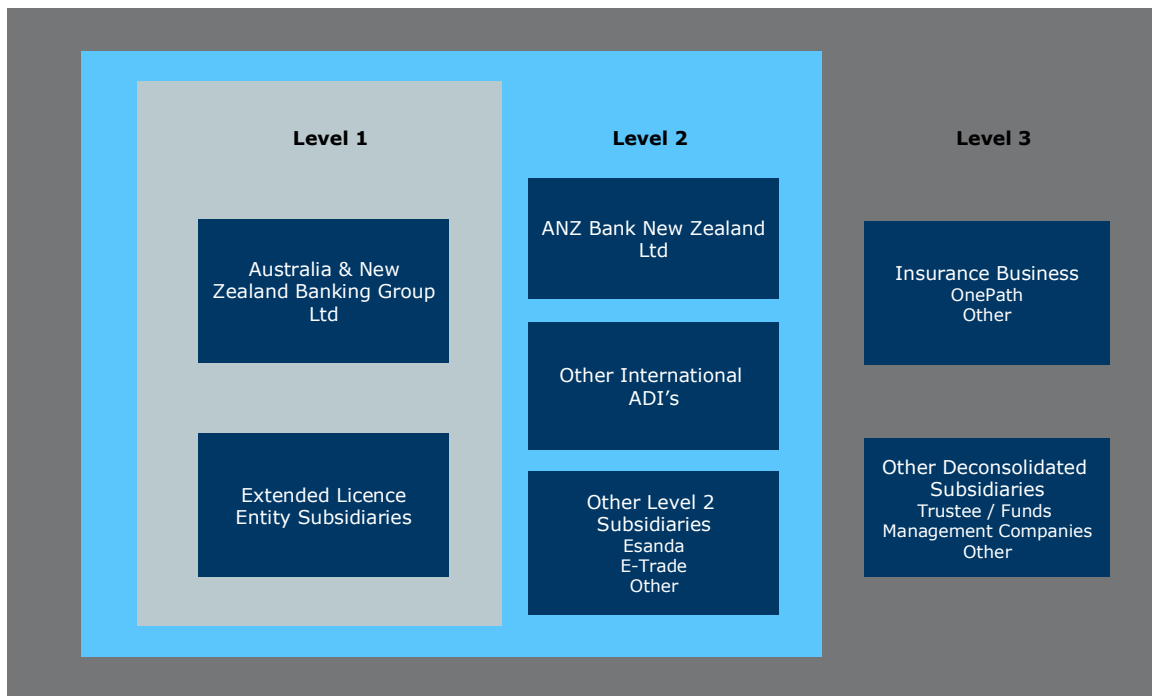 Level 1
Australia & New
Zealand Banking Group
Ltd
Extended Licence
Entity Subsidiaries
Level 2
ANZ Bank New Zealand
Ltd
Other International
ADI's
Other Level 2
Subsidiaries
Esanda
E-Trade
Other
Level 3
Insurance Business
OnePath
Other
Other Deconsolidated
Subsidiaries
Trustee / Funds
Management Companies
Other